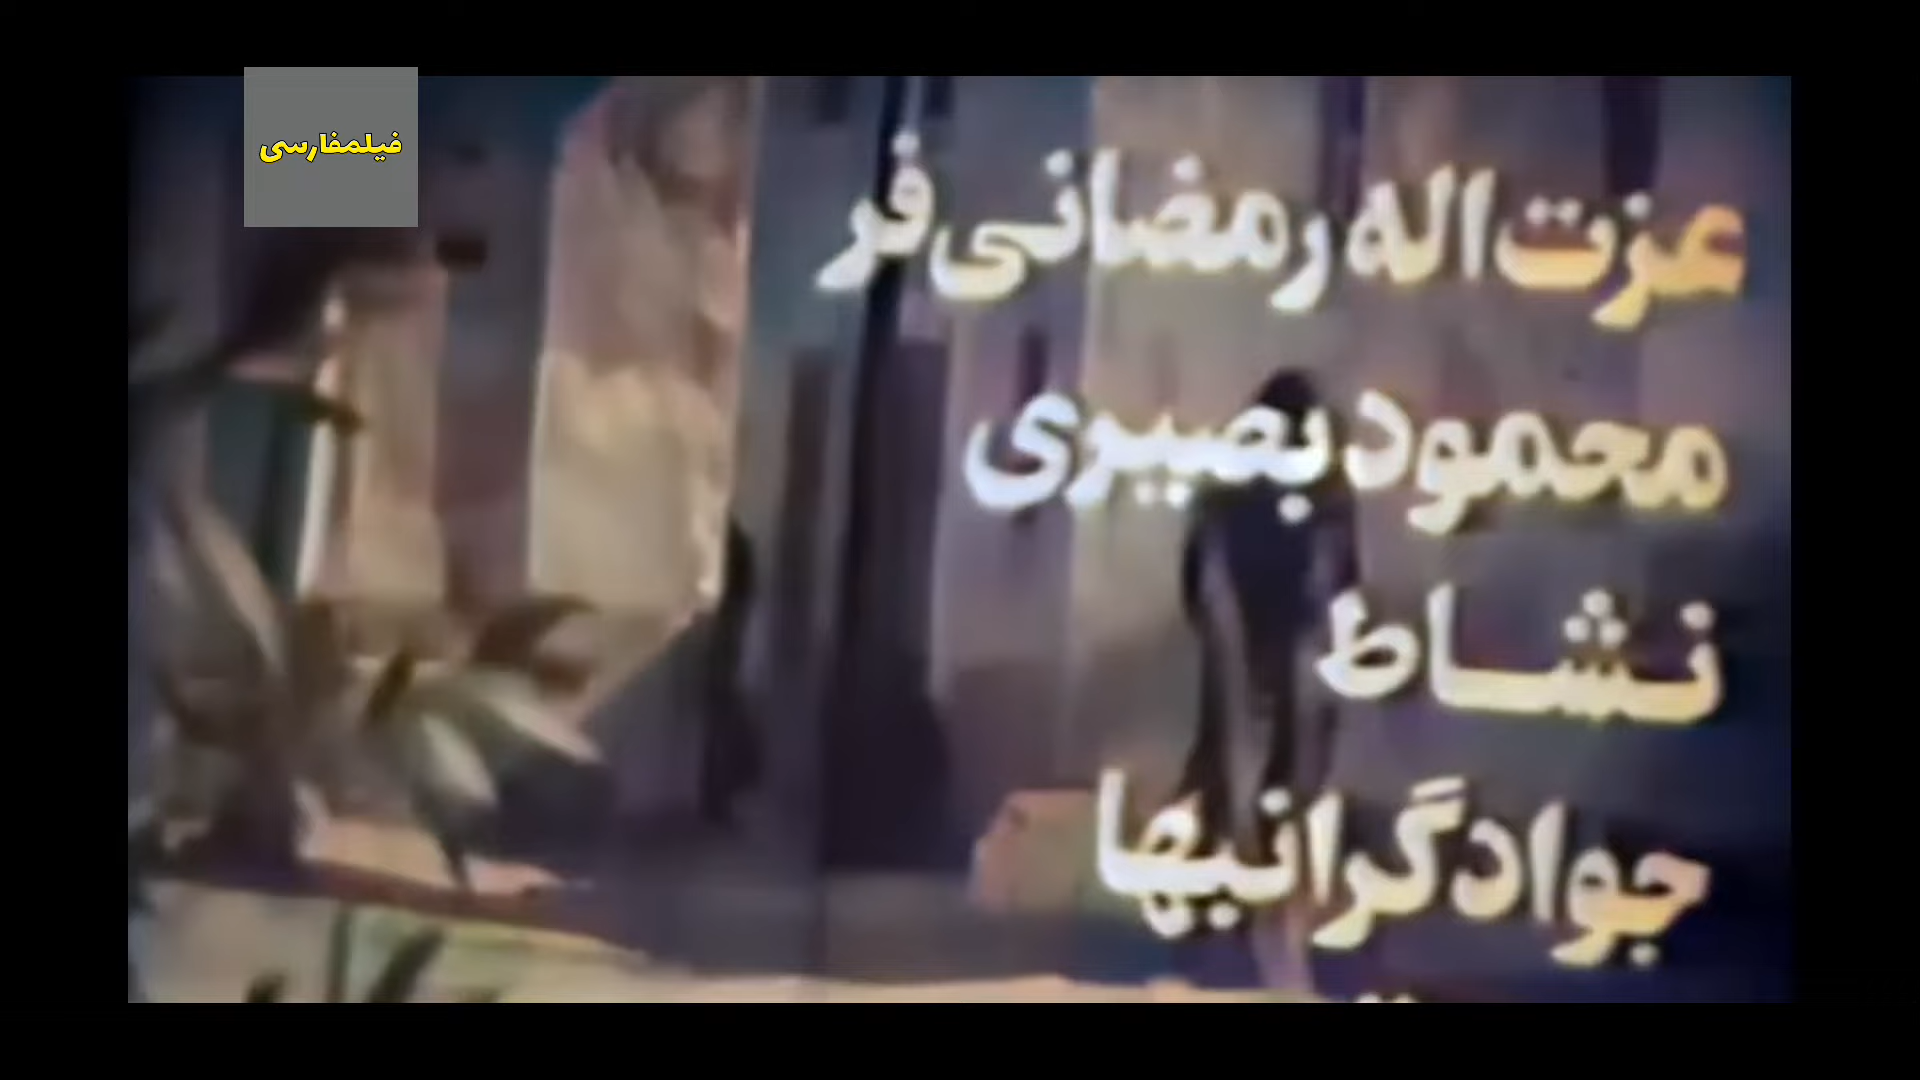 فیلمفارسی
عزت اله رمضانی فر
محمود بصیری
نشاط
جواد گرانبها